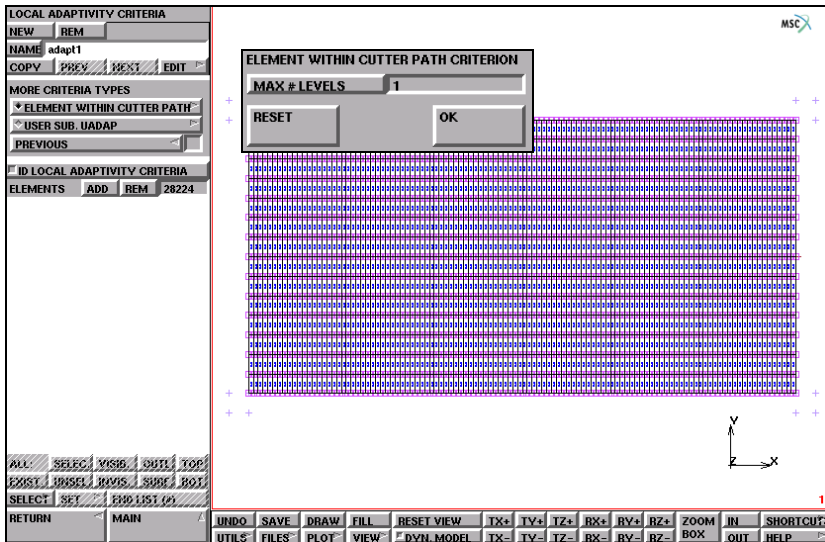 LOCAL ADAPTIVITY CRITERIA
NEW REM
NAME adapt1
COPY PREV NEXT EDIT
MORE CRITERIA TYPES
ELEMENT WITHIN CUTTER PATH
USER SUB. UADAP
PREVIOUS
ID LOCAL ADAPTIVITY CRITERIA
ELEMENTS ADD REM 28224
ELEMENT WITHIN CUTTER PATH CRITERION
MAX # LEVELS 1
RESET OK
MSC
Y
Z X
1
ALL: SELEC. VISIB. OUTL TOP
EXIST. UNSEL INVIS. SURF BOT
SELECT SET END LIST (#)
RETURN MAIN
UNDO SAVE DRAW FILL RESET VIEW TX+ TY+ TZ+ RX+ RY+ RZ+ ZOOM BOX IN SHORTCUTS
UTILS FILES PLOT VIEW DYN. MODEL TX- TY- TZ- RX- RY- RZ- OUT HELP